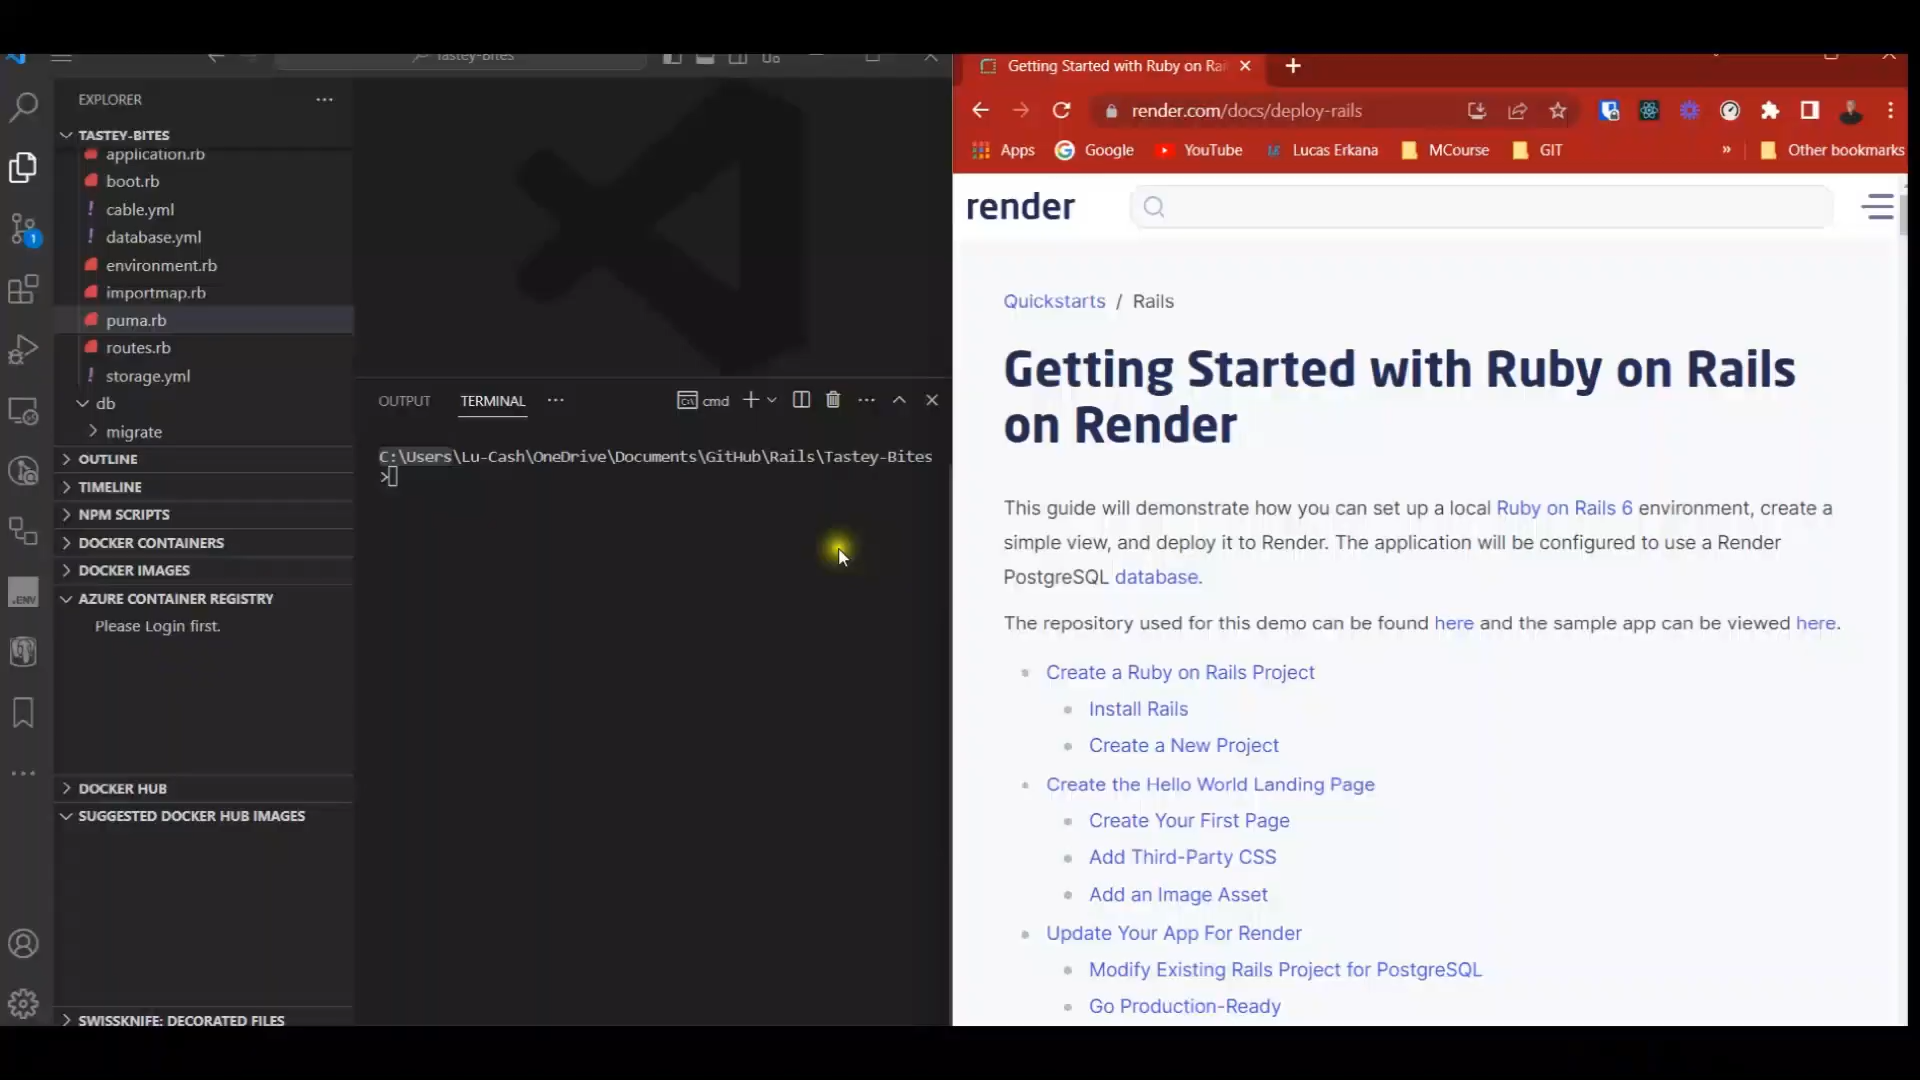 Tastey-Bites
EXPLORER
TASTEY-BITES
application.rb
boot.rb
cable.yml
database.yml
environment.rb
importmap.rb
puma.rb
routes.rb
storage.yml
db
migrate
OUTLINE
TIMELINE
NPM SCRIPTS
DOCKER CONTAINERS
DOCKER IMAGES
AZURE CONTAINER REGISTRY
Please Login first.
DOCKER HUB
SUGGESTED DOCKER HUB IMAGES
SWISSKNIFE: DECORATED FILES
1
.ENV
OUTPUT TERMINAL cmd
C:\Users\Lu-Cash\OneDrive\Documents\GitHub\Rails\Tastey-Bites
>
Getting Started with Ruby on Rai
render.com/docs/deploy-rails
Apps Google YouTube Lucas Erkana MCourse GIT » Other bookmarks
render
Quickstarts / Rails
Getting Started with Ruby on Rails
on Render
This guide will demonstrate how you can set up a local Ruby on Rails 6 environment, create a
simple view, and deploy it to Render. The application will be configured to use a Render
PostgreSQL database.
The repository used for this demo can be found here and the sample app can be viewed here.
Create a Ruby on Rails Project
Install Rails
Create a New Project
Create the Hello World Landing Page
Create Your First Page
Add Third-Party CSS
Add an Image Asset
Update Your App For Render
Modify Existing Rails Project for PostgreSQL
Go Production-Ready